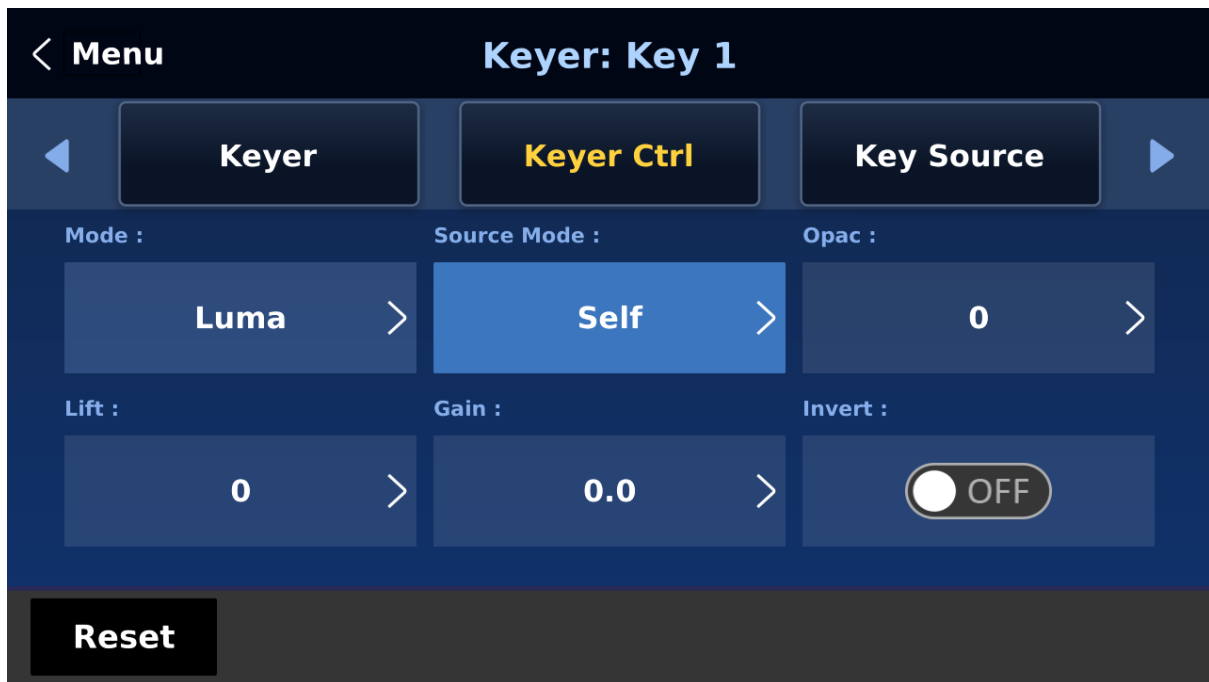 Menu
Keyer: Key 1
Keyer
Keyer Ctrl
Key Source
Mode :
Source Mode :
Opac :
Luma
Self
0
Lift :
Gain :
Invert :
0
0.0
OFF
Reset